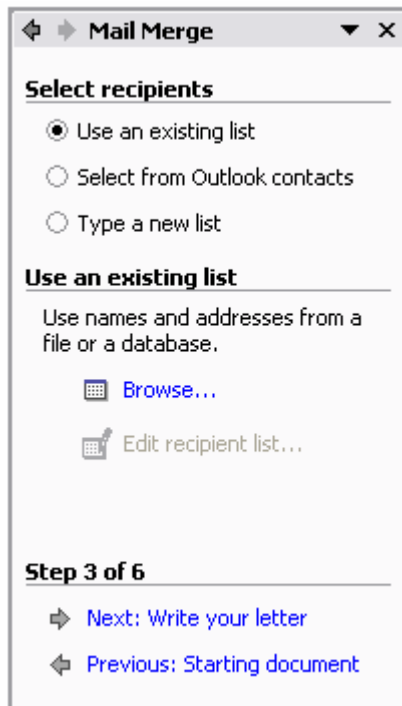 Mail Merge
Select recipients
Use an existing list
Select from Outlook contacts
Type a new list
Use an existing list
Use names and addresses from a
file or a database.
Browse...
Edit recipient list...
Step 3 of 6
Next: Write your letter
Previous: Starting document